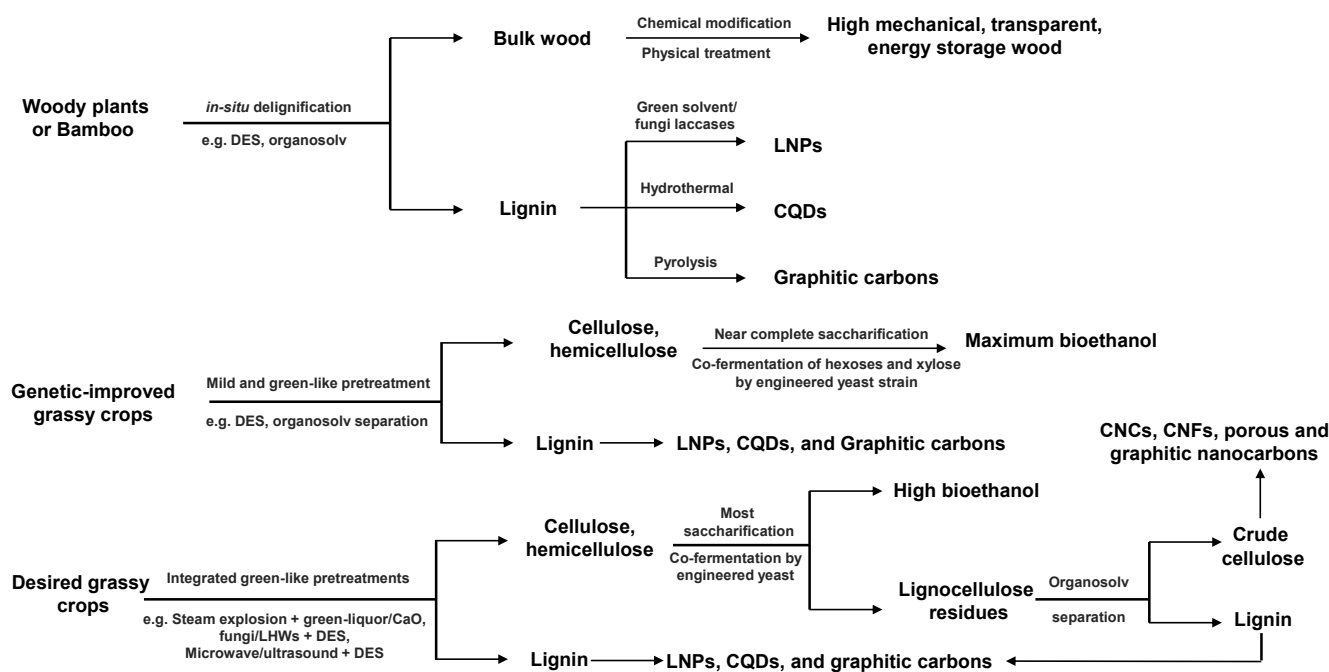 Chemical modification
Physical treatment
Bulk wood
High mechanical, transparent,
energy storage wood
Woody plants
or Bamboo
in-situ delignification
e.g. DES, organosolv
Green solvent/
fungi laccases
LNPs
Lignin
Hydrothermal
CQDs
Pyrolysis
Graphitic carbons
Genetic-improved
grassy crops
Mild and green-like pretreatment
e.g. DES, organosolv separation
Cellulose,
hemicellulose
Near complete saccharification
Co-fermentation of hexoses and xylose
by engineered yeast strain
Maximum bioethanol
Lignin
LNPs, CQDs, and Graphitic carbons
Desired grassy
crops
Integrated green-like pretreatments
e.g. Steam explosion + green-liquor/CaO,
fungi/LHWs + DES,
Microwave/ultrasound + DES
Cellulose,
hemicellulose
Most
saccharification
Co-fermentation by
engineered yeast
High bioethanol
Lignocellulose
residues
Organosolv
separation
CNCs, CNFs, porous and
graphitic nanocarbons
Crude
cellulose
Lignin
Lignin
LNPs, CQDs, and graphitic carbons